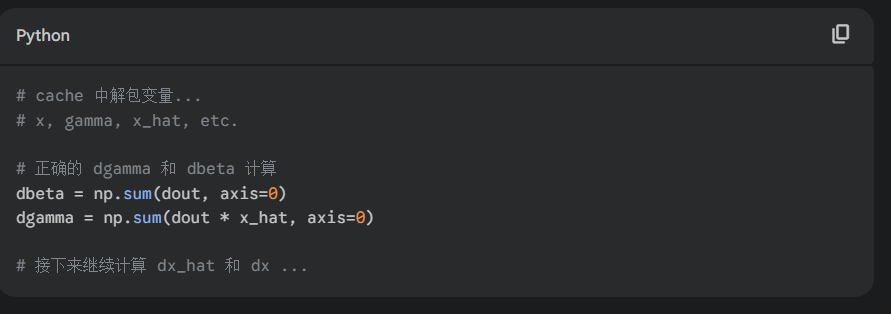 Python
# cache 中解包变量...
# x, gamma, x_hat, etc.
# 正确的 dgamma 和 dbeta 计算
dbeta = np.sum(dout, axis=0)
dgamma = np.sum(dout * x_hat, axis=0)
# 接下来继续计算 dx_hat 和 dx ...